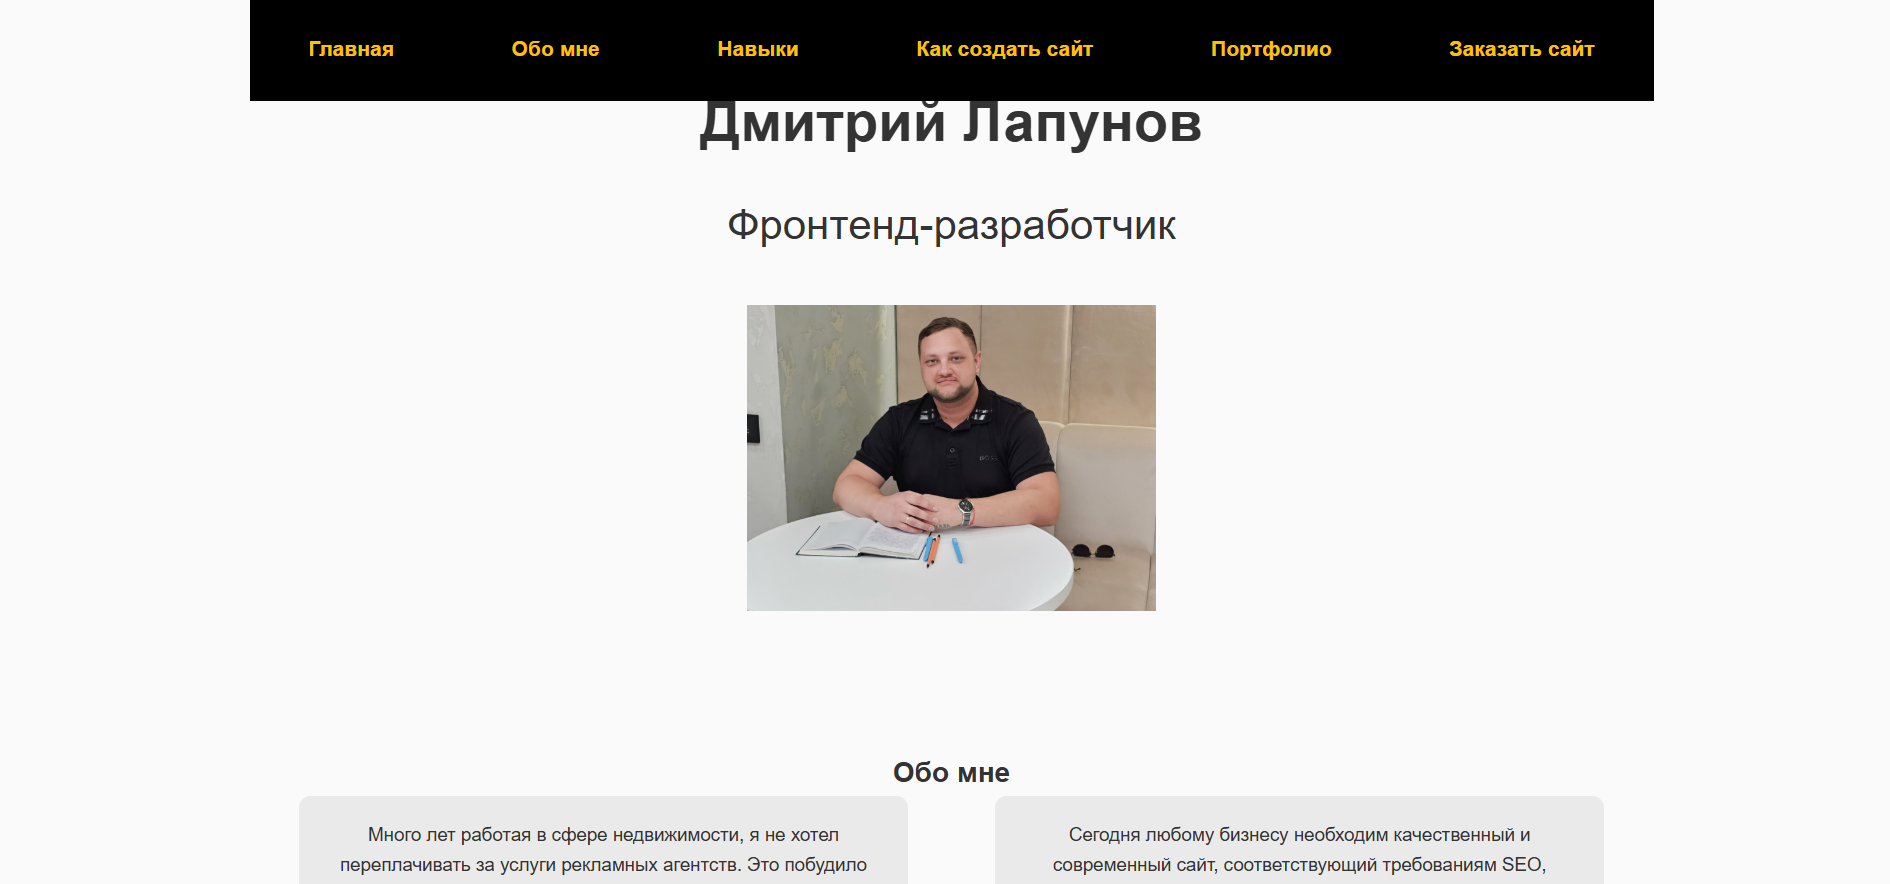 Главная Обо мне Навыки Как создать сайт Портфолио Заказать сайт
Дмитрий Лапунов
Фронтенд-разработчик
Обо мне
Много лет работая в сфере недвижимости, я не хотел
переплачивать за услуги рекламных агентств. Это побудило
Сегодня любому бизнесу необходим качественный и
современный сайт, соответствующий требованиям SEO,